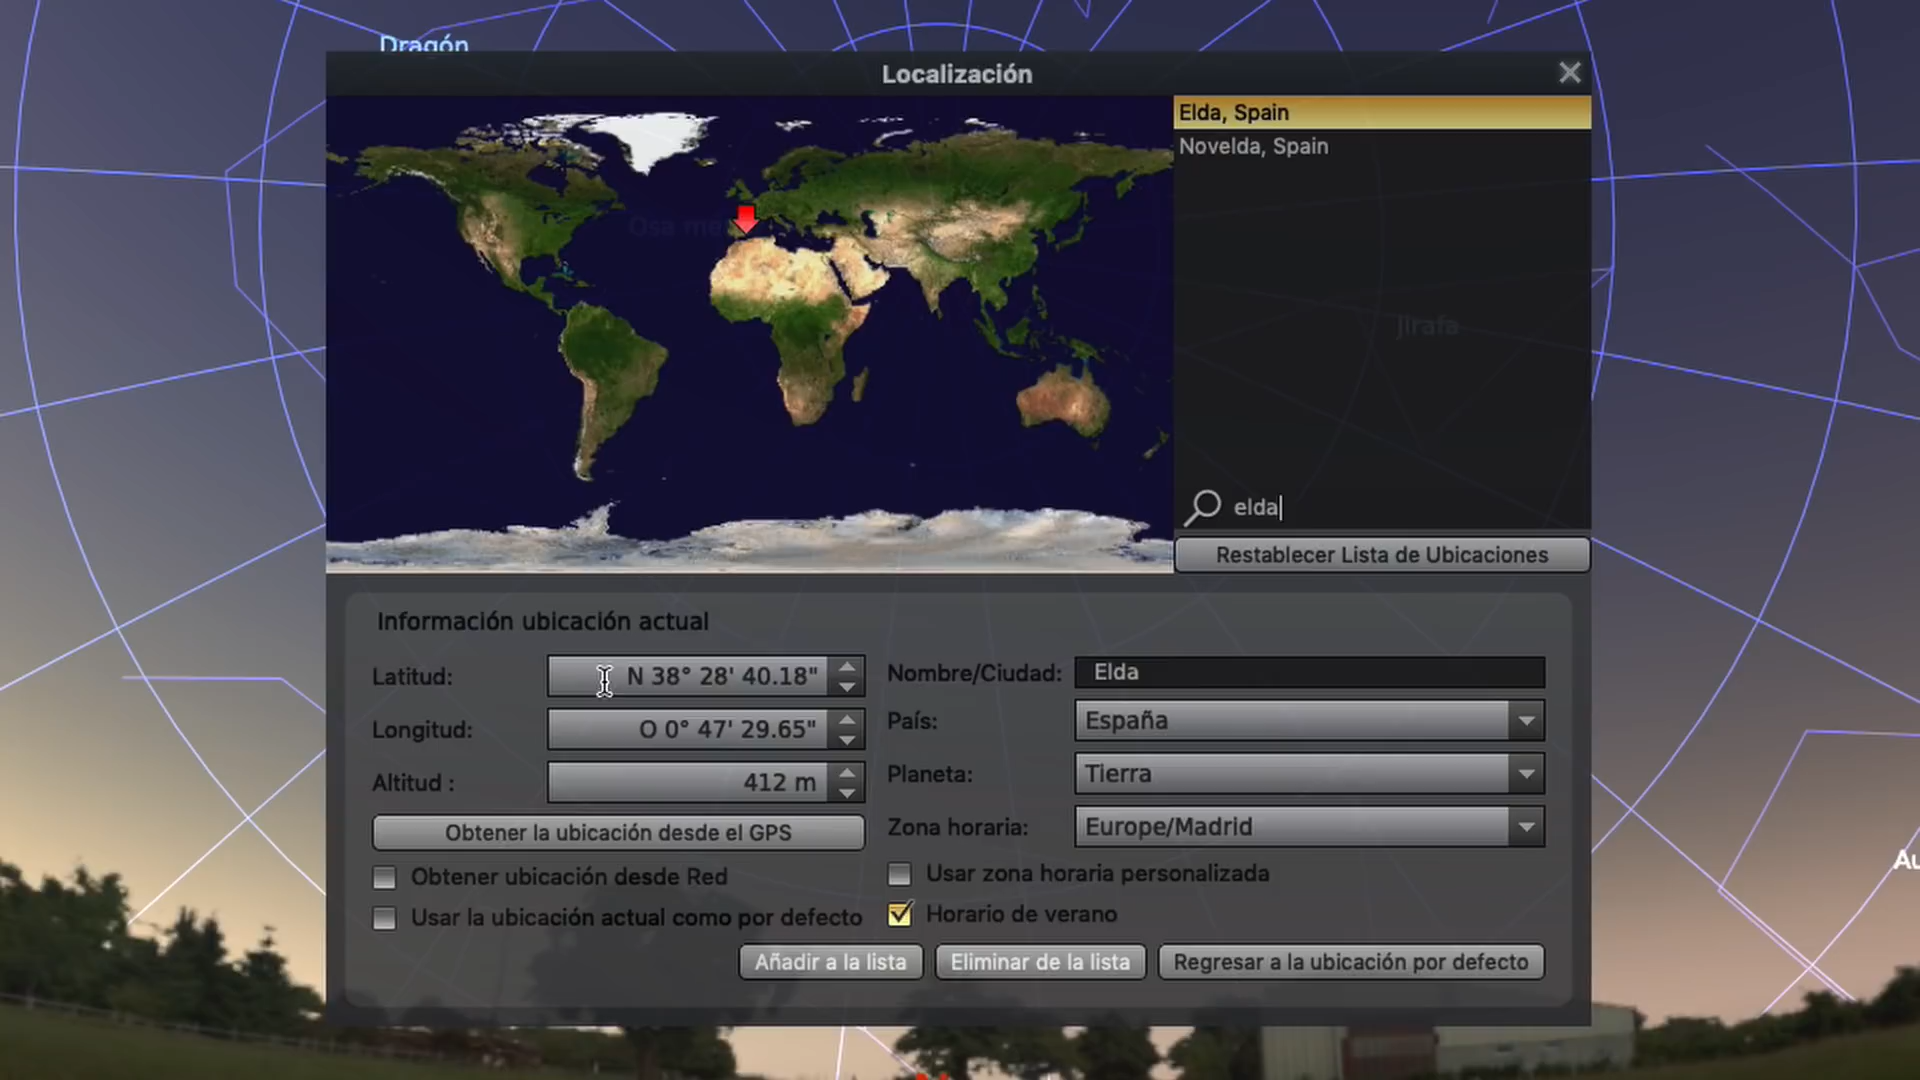 Dragón
Localización
Elda, Spain
Novelda, Spain
Osa me
Jirafa
elda
Restablecer Lista de Ubicaciones
Información ubicación actual
Latitud:
N 38° 28' 40.18"
Nombre/Ciudad:
Elda
Longitud:
O 0° 47' 29.65"
País:
España
Altitud :
412 m
Planeta:
Tierra
Obtener la ubicación desde el GPS
Zona horaria:
Europe/Madrid
Au
Obtener ubicación desde Red
Usar zona horaria personalizada
Usar la ubicación actual como por defecto
Horario de verano
Añadir a la lista
Eliminar de la lista
Regresar a la ubicación por defecto